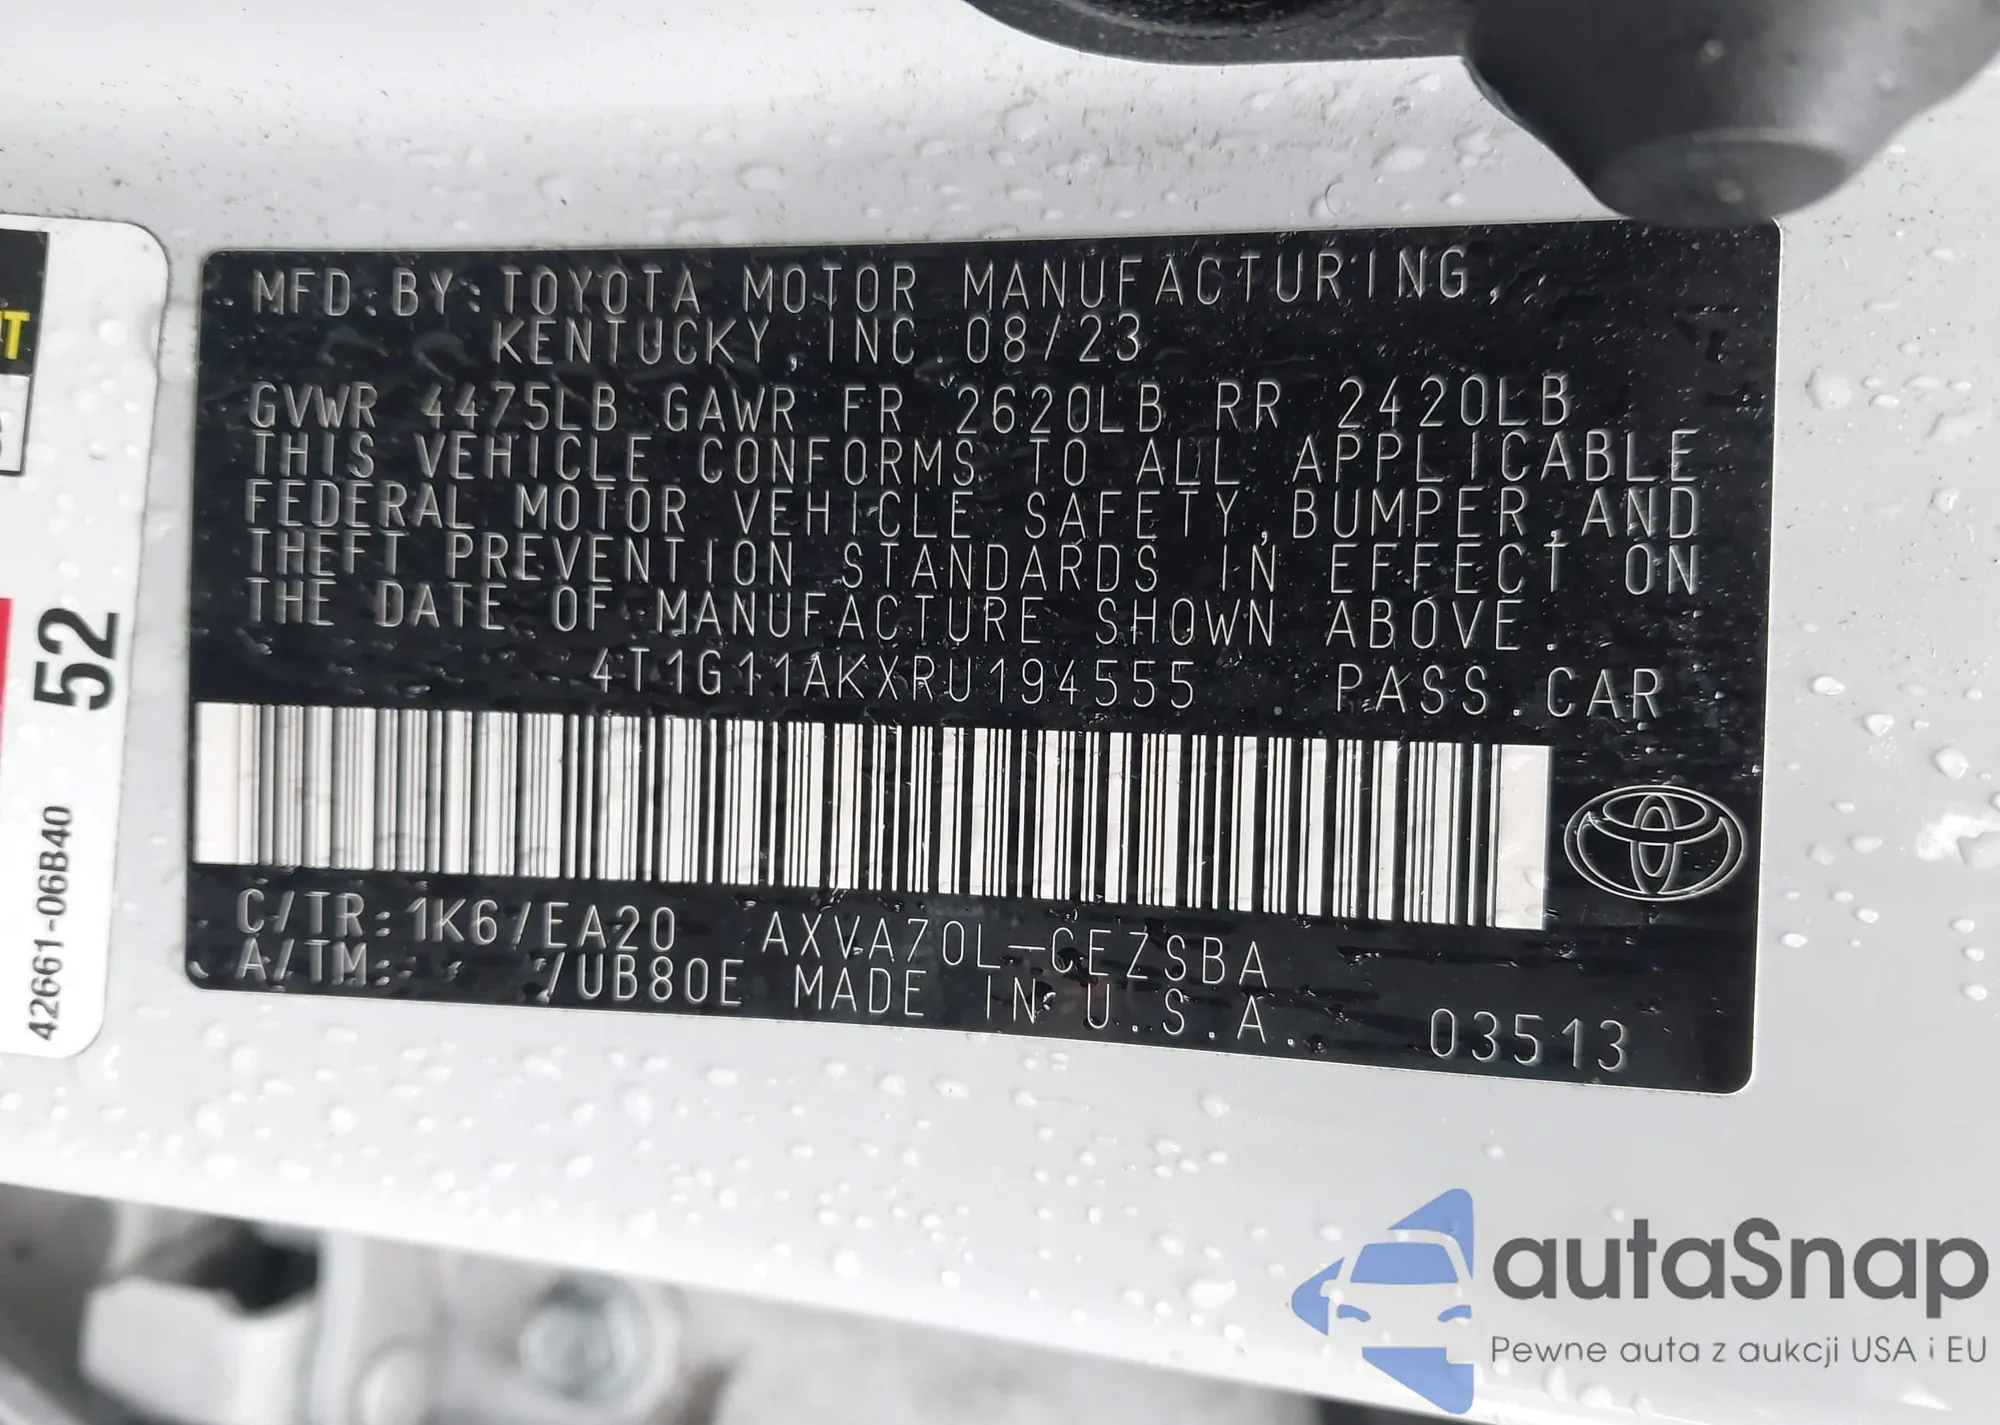 MFD.BY:TOYOTA MOTOR MANUFACTURING,
KENTUCKY, INC. 08/23
GVWR 4475LB GAWR FR 2620LB RR 2420LB
THIS VEHICLE CONFORMS TO ALL APPLICABLE
FEDERAL MOTOR VEHICLE SAFETY,BUMPER,AND
THEFT PREVENTION STANDARDS IN EFFECT ON
THE DATE OF MANUFACTURE SHOWN ABOVE.
4T1G11AKXRU194555 PASS.CAR
C/TR:1K6/EA20 AXVA70L-CEZSBA
A/TM: /UB80E MADE IN U.S.A.
03513
52
42661-06B40
autaSnap
Pewne auta z aukcji USA i EU